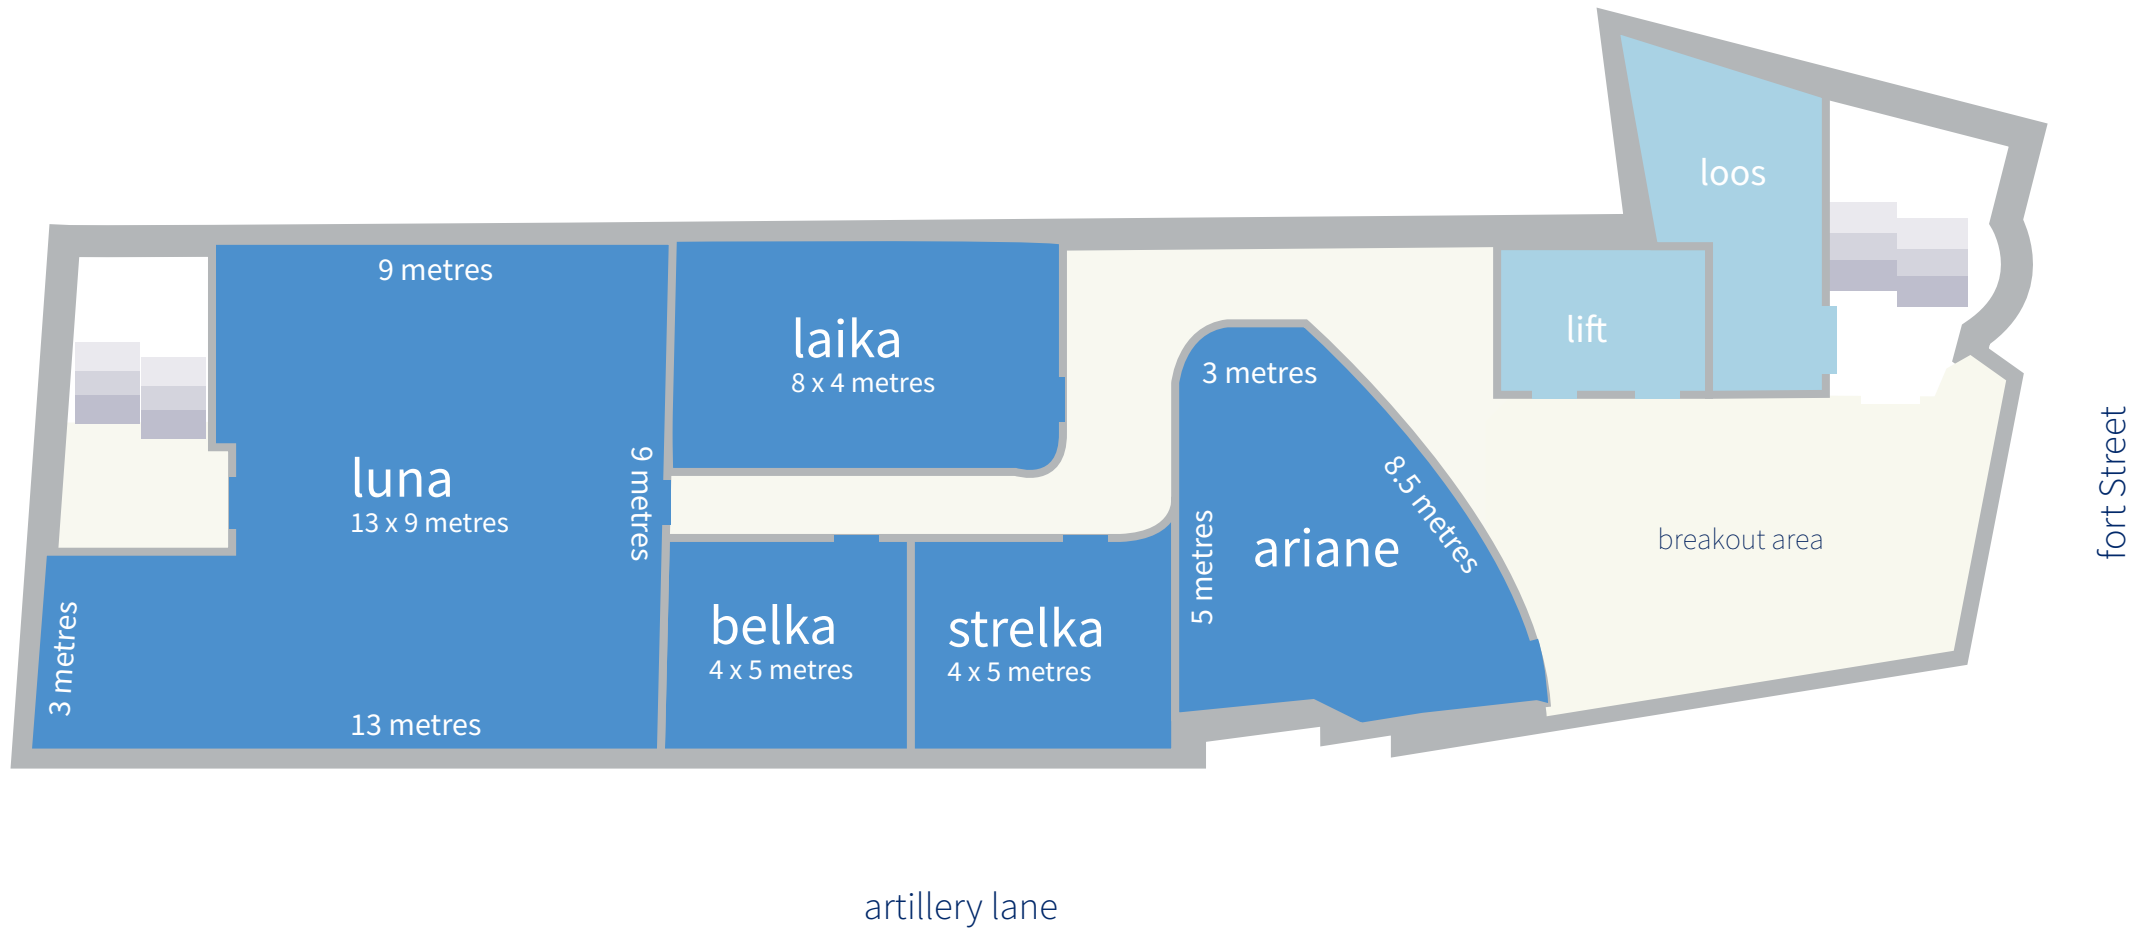 loos
9 metres
laika
8 x 4 metres
lift
3 metres
luna
13 x 9 metres
9 metres
8.5 metres
ariane
5 metres
breakout area
fort Street
belka
4 x 5 metres
strelka
4 x 5 metres
3 metres
13 metres
artillery lane